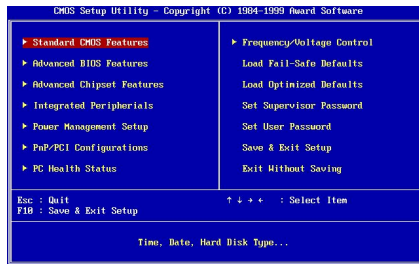 CMOS Setup Utility - Copyright (C) 1984-1999 Award Software
▶ Standard CMOS Features
▶ Advanced BIOS Features
▶ Advanced Chipset Features
▶ Integrated Peripherials
▶ Power Management Setup
▶ PnP/PCI Configurations
▶ PC Health Status
▶ Frequency/Voltage Control
Load Fail-Safe Defaults
Load Optimized Defaults
Set Supervisor Password
Set User Password
Save & Exit Setup
Exit Without Saving
Esc : Quit
F10 : Save & Exit Setup
↑ ↓ → ← : Select Item
Time, Date, Hard Disk Type...